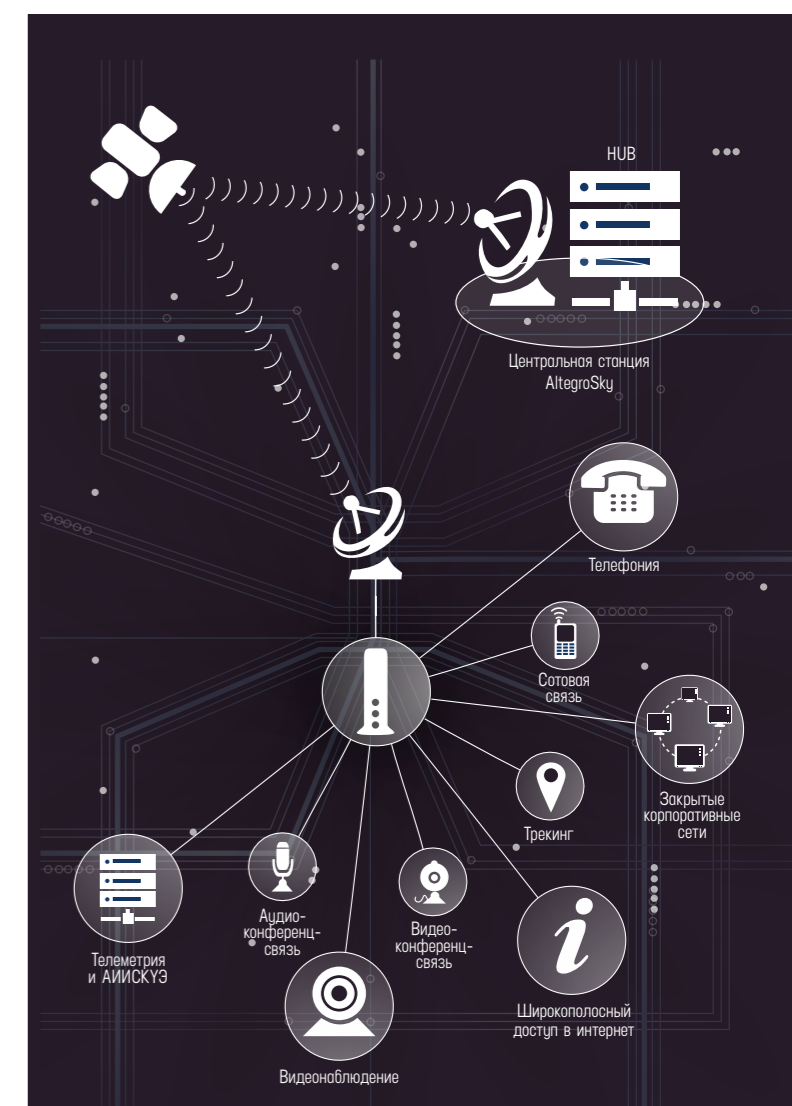 HUB
Центральная станция
AltegroSky
Телефония
Сотовая
связь
Закрытые
корпоративные
сети
Трекинг
Аудио-
конференц-
связь
Видео-
конференц-
связь
Телеметрия
и АИИСКУЭ
Широкополосный
доступ в интернет
Видеонаблюдение